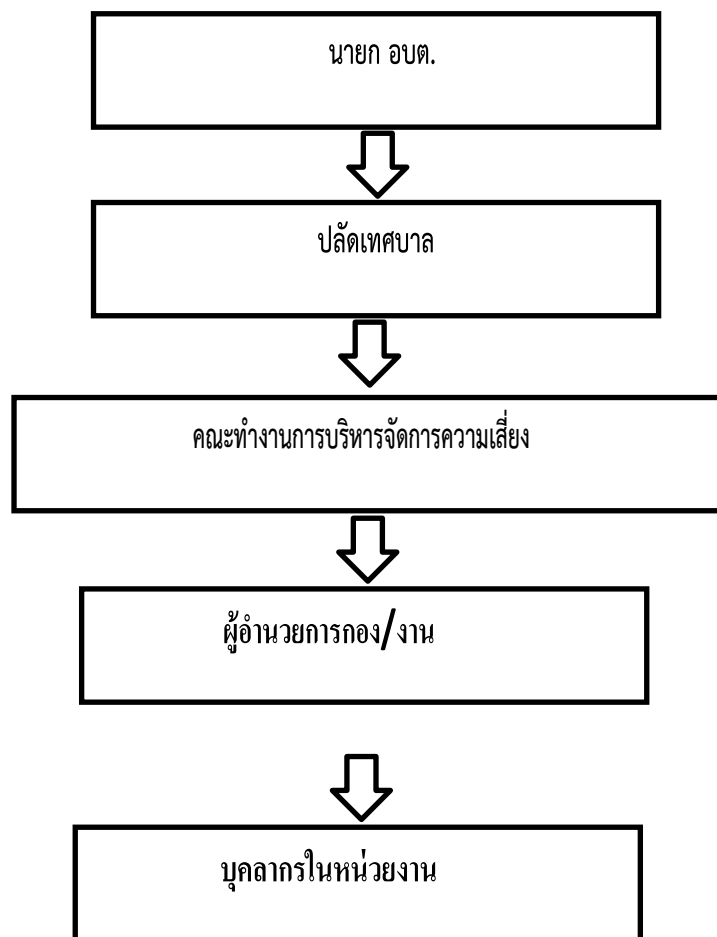 นายก อบต.
ปลัดเทศบาล
คณะทำงานการบริหารจัดการความเสี่ยง
ผู้อำนวยการกอง/งาน
บุคลากรในหน่วยงาน